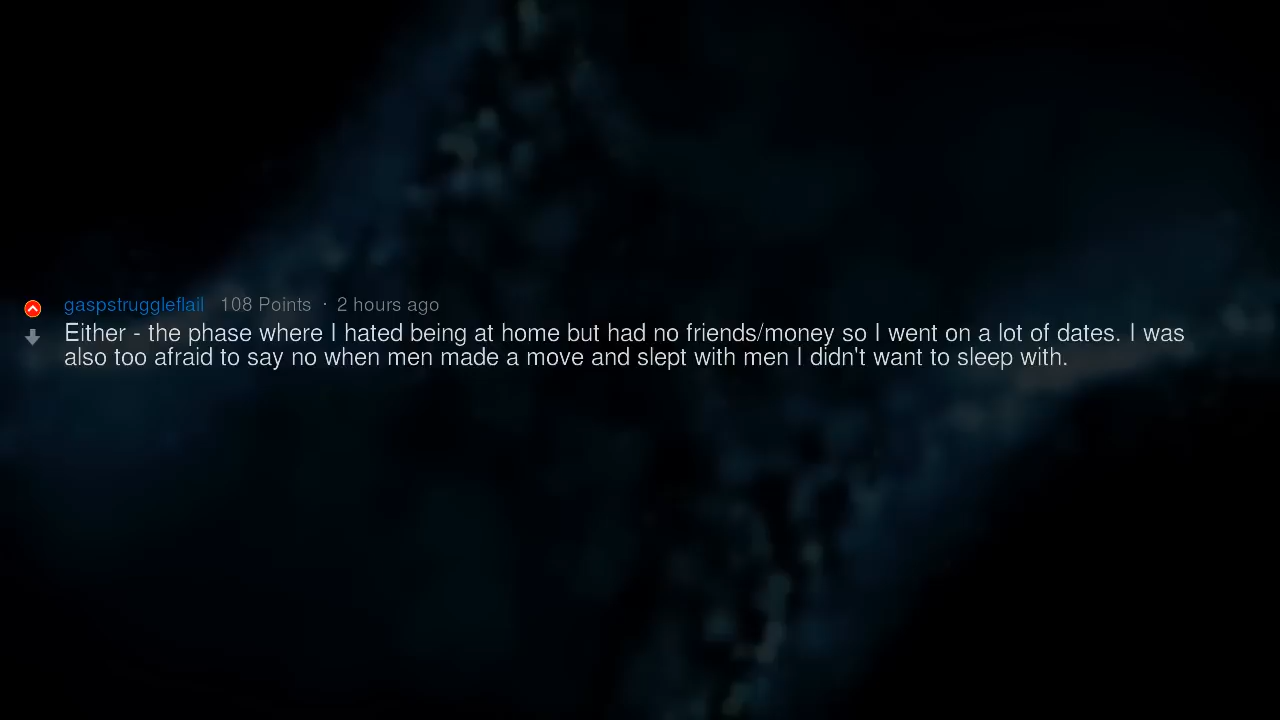 gaspstruggleflail 108 Points · 2 hours ago
Either - the phase where I hated being at home but had no friends/money so I went on a lot of dates. I was
also too afraid to say no when men made a move and slept with men I didn't want to sleep with.